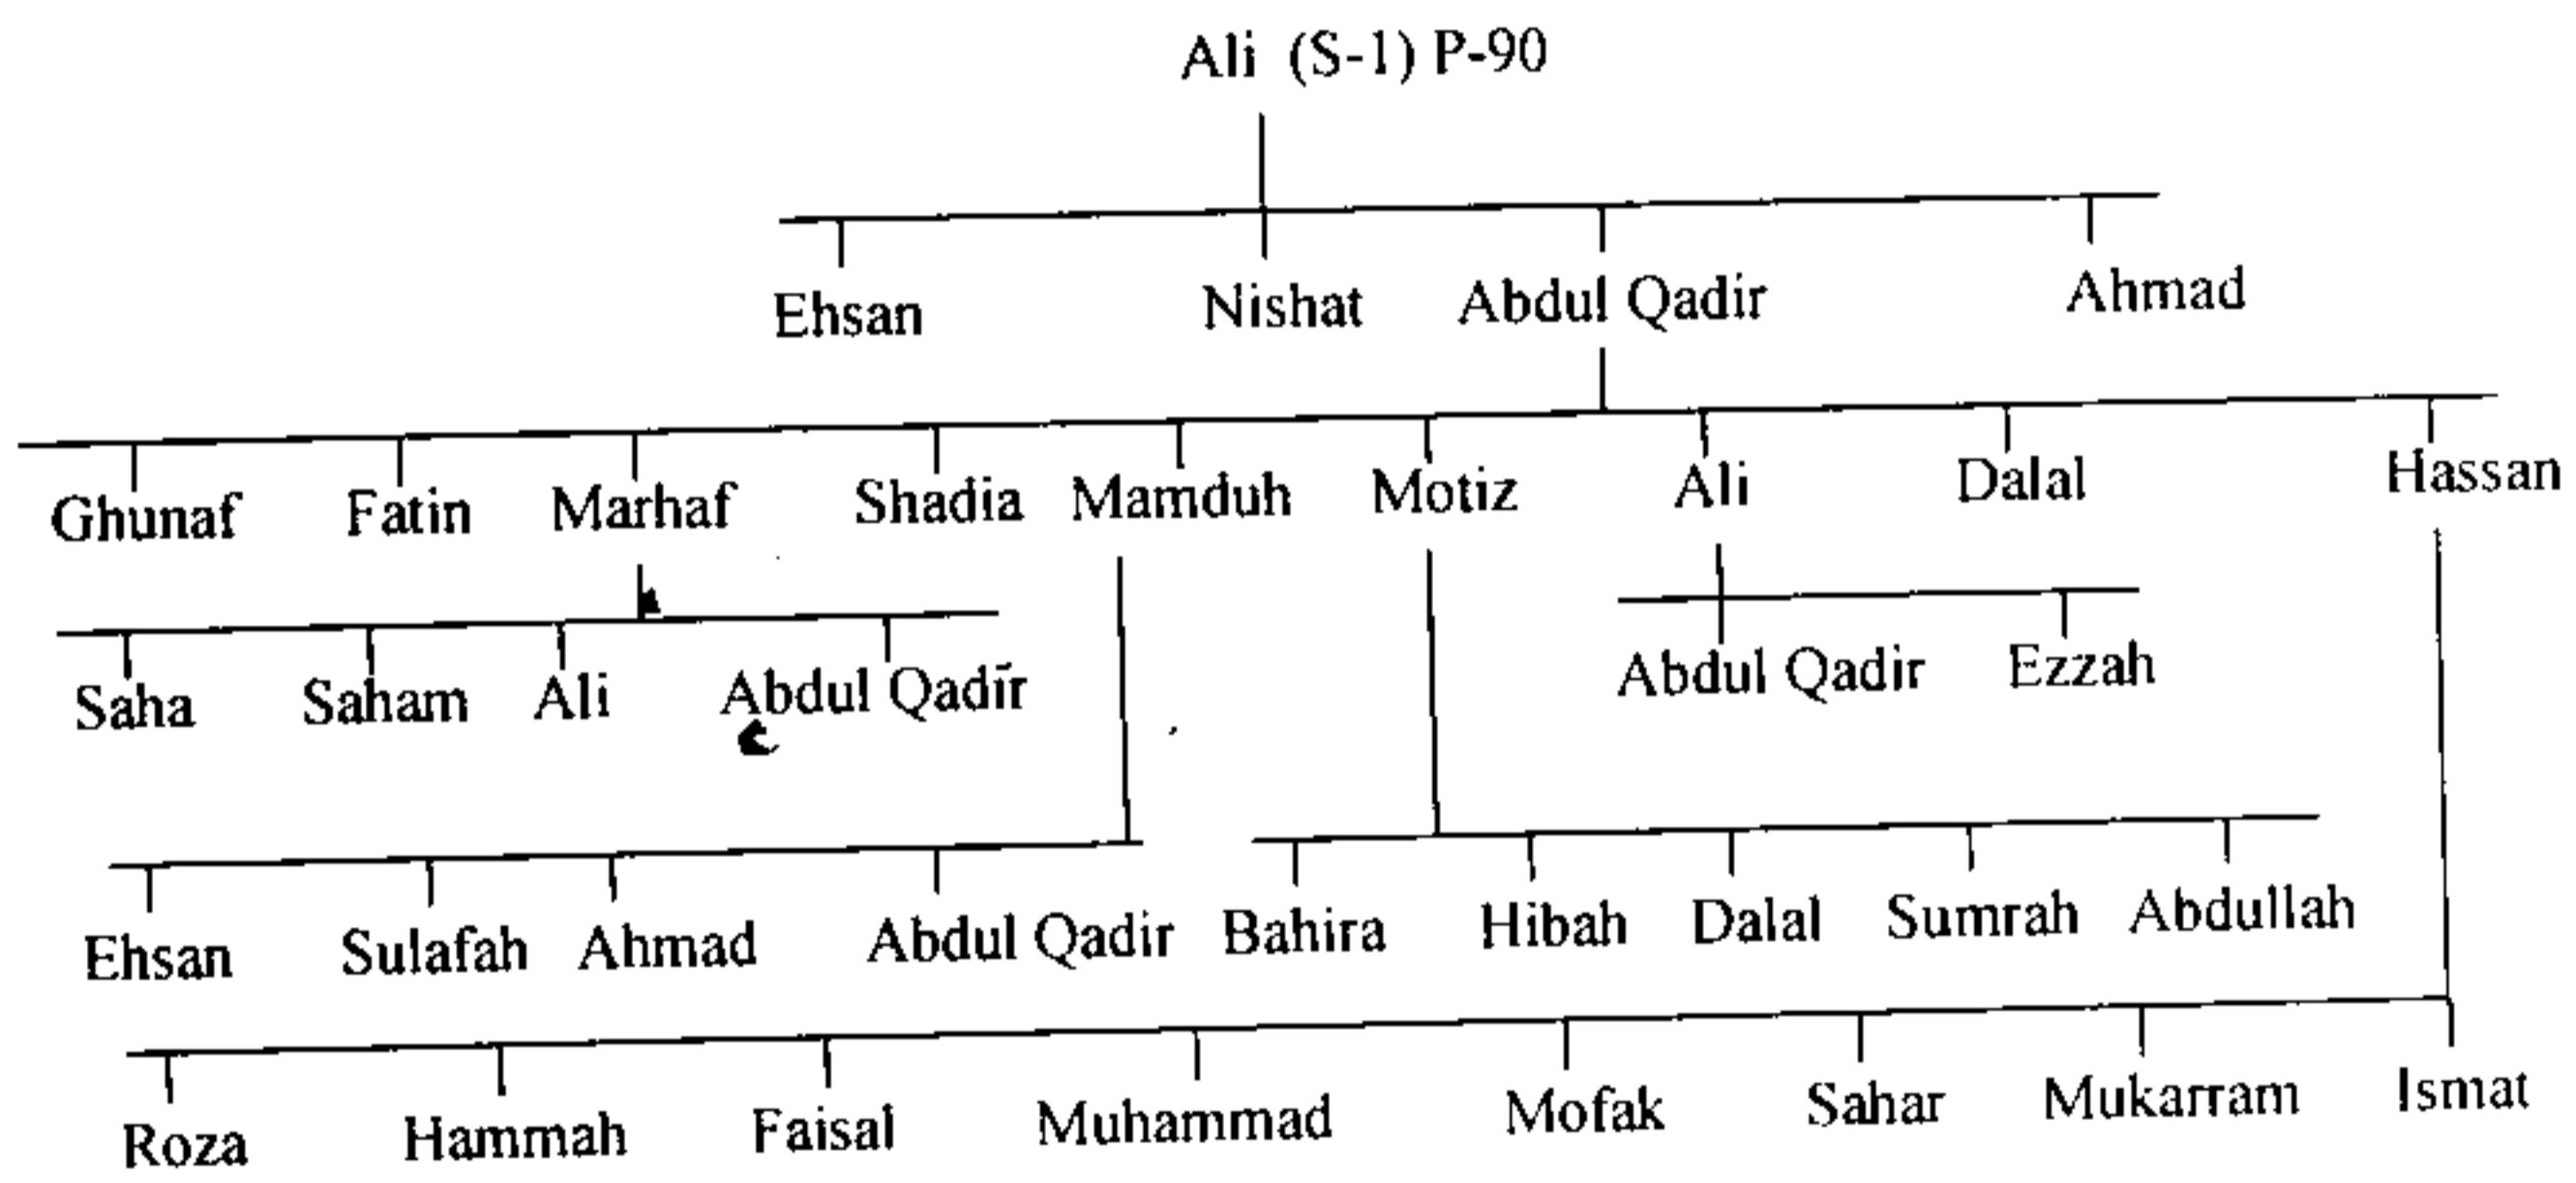 Ali (S-1) P-90
Ehsan Nishat Abdul Qadir Ahmad
Ghunaf Fatin Marhaf Shadia Mamduh Motiz Ali Dalal Hassan
Saha Saham Ali Abdul Qadir Abdul Qadir Ezzah
Ehsan Sulafah Ahmad Abdul Qadir Bahira Hibah Dalal Sumrah Abdullah
Roza Hammah Faisal Muhammad Mofak Sahar Mukarram Ismat